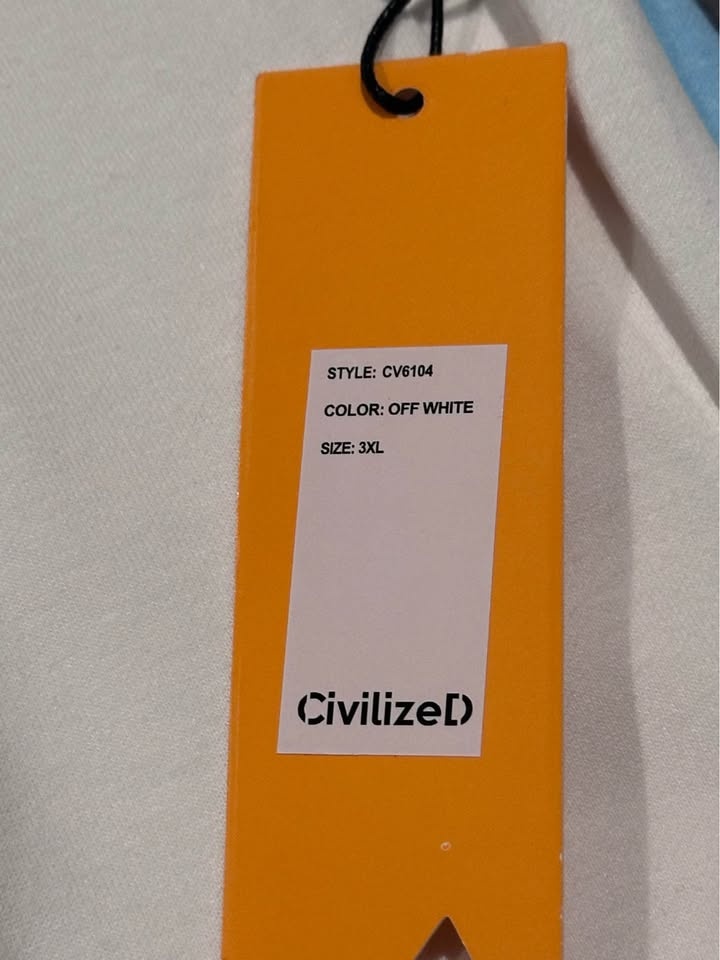 STYLE: CV6104
COLOR: OFF WHITE
SIZE: 3XL
CivilizeD